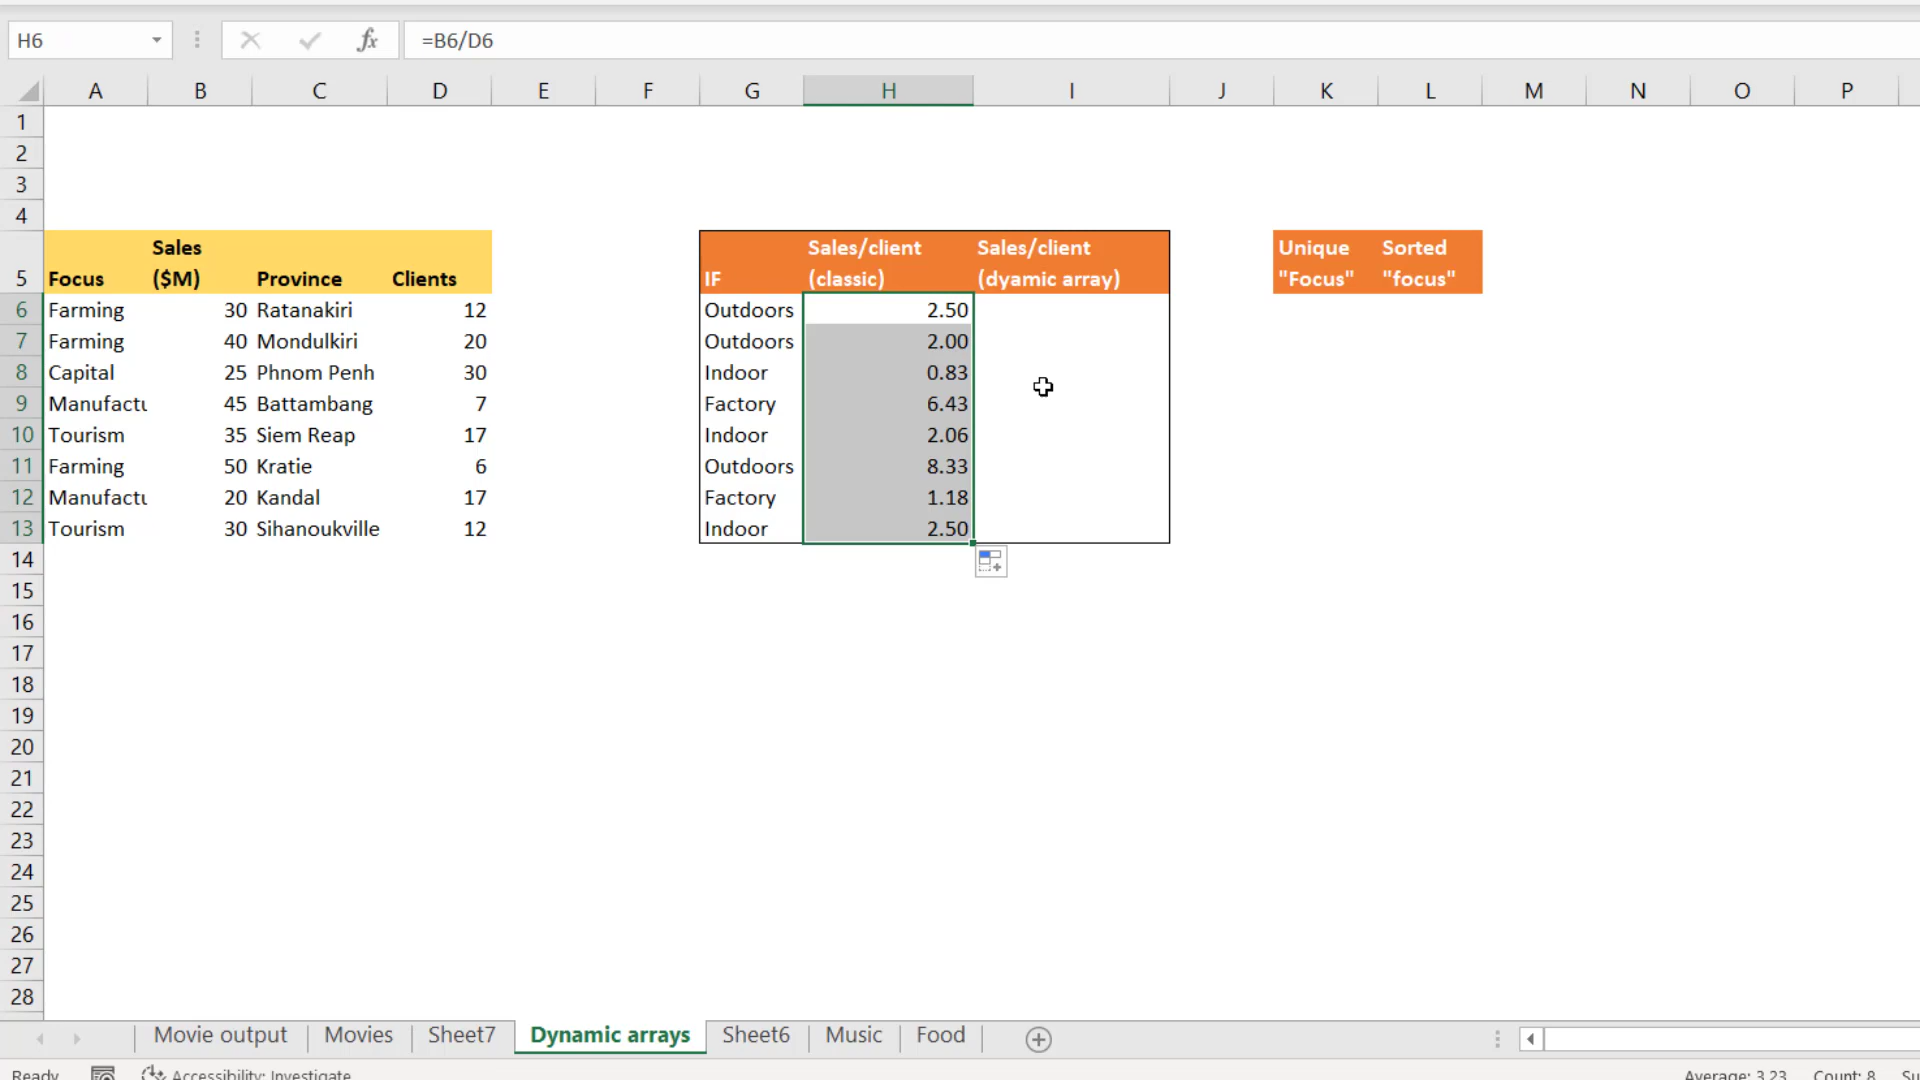 H6
fx
=B6/D6
A B C D E F G H I J K L M N O P
1
2
3
4
Sales Sales/client Sales/client Unique Sorted
5 Focus ($M) Province Clients IF (classic) (dyamic array) "Focus" "focus"
6 Farming 30 Ratanakiri 12 Outdoors 2.50
7 Farming 40 Mondulkiri 20 Outdoors 2.00
8 Capital 25 Phnom Penh 30 Indoor 0.83
9 Manufactu 45 Battambang 7 Factory 6.43
10 Tourism 35 Siem Reap 17 Indoor 2.06
11 Farming 50 Kratie 6 Outdoors 8.33
12 Manufactu 20 Kandal 17 Factory 1.18
13 Tourism 30 Sihanoukville 12 Indoor 2.50
14
15
16
17
18
19
20
21
22
23
24
25
26
27
28
Movie output Movies Sheet7 Dynamic arrays Sheet6 Music Food
Ready Accessibility: Investigate Average: 3.23 Count: 8 Su